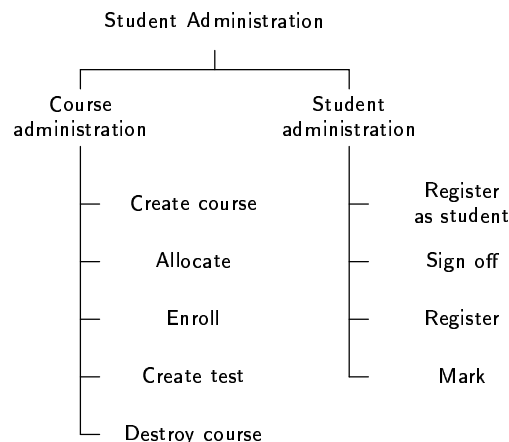 Student Administration
Course
administration
Student
administration
Create course
Allocate
Enroll
Create test
Destroy course
Register
as student
Sign off
Register
Mark